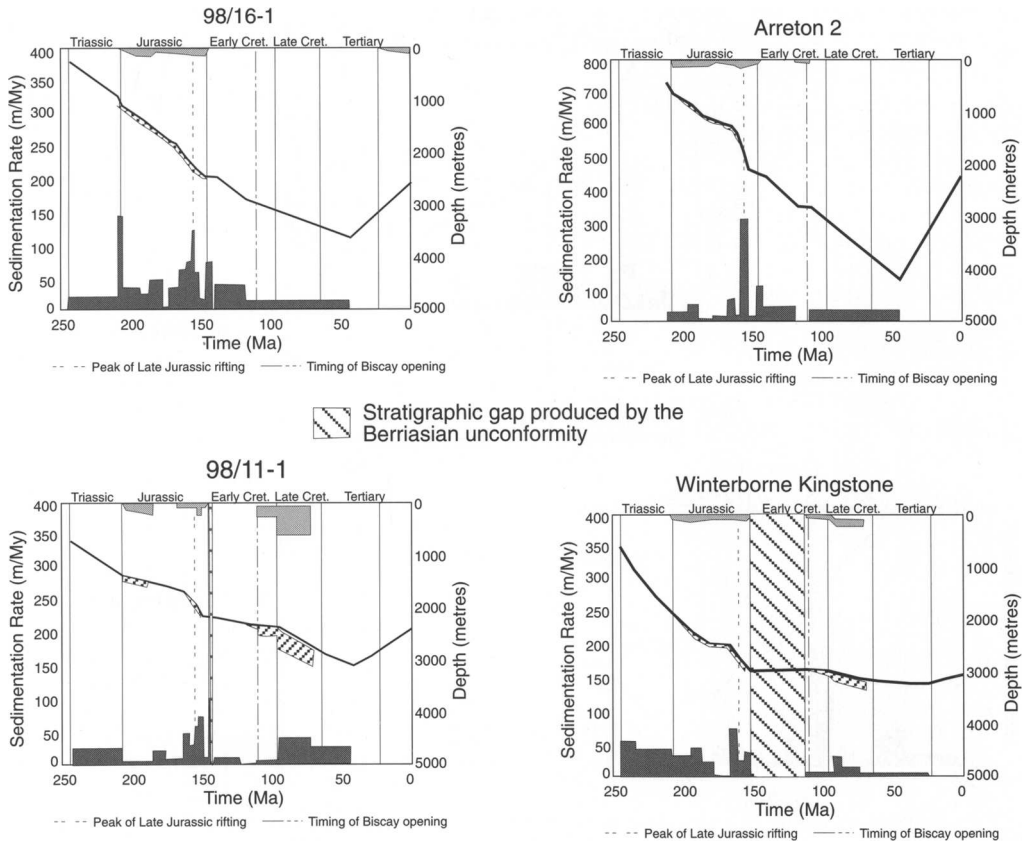 98/16-1
Triassic Jurassic Early Cret. Late Cret. Tertiary
Sedimentation Rate (m/My)
400
350
300
250
200
150
100
50
0
0
1000
2000
3000
4000
5000
Depth (metres)
250 200 150 100 50 0
Time (Ma)
Peak of Late Jurassic rifting Timing of Biscay opening
Arreton 2
Triassic Jurassic Early Cret. Late Cret. Tertiary
Sedimentation Rate (m/My)
800
700
600
500
400
300
200
100
0
0
1000
2000
3000
4000
5000
Depth (metres)
250 200 150 100 50 0
Time (Ma)
Peak of Late Jurassic rifting Timing of Biscay opening
Stratigraphic gap produced by the
Berriasian unconformity
98/11-1
Triassic Jurassic Early Cret. Late Cret. Tertiary
Sedimentation Rate (m/My)
400
350
300
250
200
150
100
50
0
0
1000
2000
3000
4000
5000
Depth (metres)
250 200 150 100 50 0
Time (Ma)
Peak of Late Jurassic rifting Timing of Biscay opening
Winterborne Kingstone
Triassic Jurassic Early Cret. Late Cret. Tertiary
Sedimentation Rate (m/My)
400
350
300
250
200
150
100
50
0
0
1000
2000
3000
4000
5000
Depth (metres)
250 200 150 100 50 0
Time (Ma)
Peak of Late Jurassic rifting Timing of Biscay opening